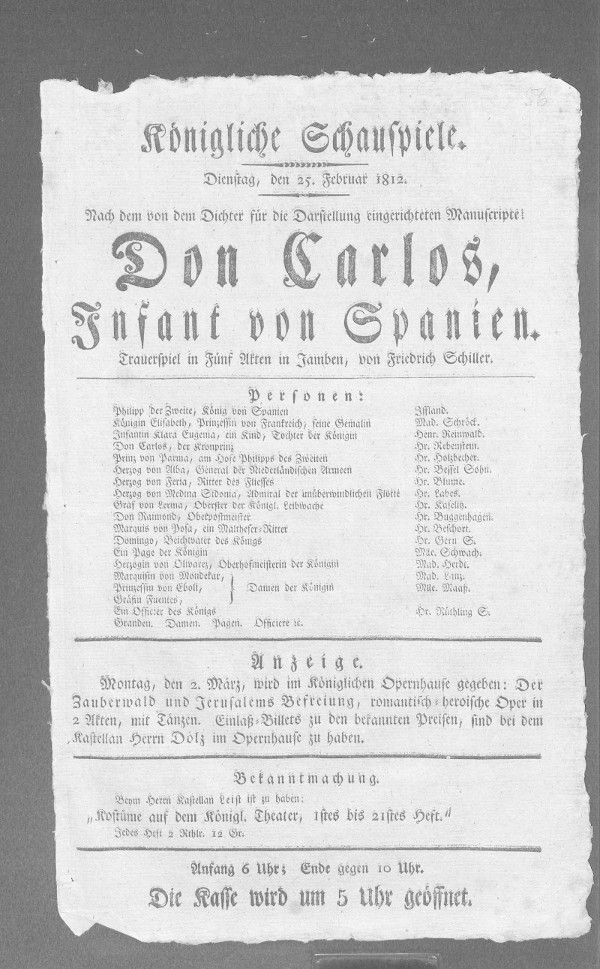 Königliche Schauspiele.
Dienstag, den 25. Februar 1812.
Nach dem von dem Dichter für die Darstellung eingerichteten Manuscripte:
Don Carlos,
Infant von Spanien.
Trauerspiel in Fünf Akten in Jamben, von Friedrich Schiller.
Personen:
Philipp der Zweite, König von Spanien Iffland.
Königin Elisabeth, Prinzessin von Frankreich, seine Gemalin Mad. Schröck.
Infantin Klara Eugenia, ein Kind, Tochter der Königin Henr. Reinwald.
Don Carlos, der Kronprinz Hr. Rebenstein.
Prinz von Parma, am Hofe Philipps des Zweiten Hr. Holzbecher.
Herzog von Alba, General der Niederländischen Armeen Hr. Bessel Sohn.
Herzog von Feria, Ritter des Fliesses Hr. Blume.
Herzog von Medina Sidonia, Admiral der unüberwindlichen Flotte Hr. Labes.
Graf von Lerma, Oberster der Königl. Leibwache Hr. Kaselitz.
Don Raimond, Oberpostmeister Hr. Buggenhagen.
Marquis von Posa, ein Maltheser-Ritter Hr. Beschort.
Domingo, Beichtvater des Königs Hr. Gern S.
Ein Page der Königin Mlle. Schwach.
Herzogin von Olivarez, Oberhofmeisterin der Königin Mad. Herdt.
Marquisin von Mondekar, Mad. Lanz.
Prinzessin von Eboli, Damen der Königin Mlle. Maaß.
Gräfin Fuentes,
Ein Officier des Königs Hr. Rüthling S.
Granden. Damen. Pagen. Officiere ꝛc.
Anzeige.
Montag, den 2. März, wird im Königlichen Opernhause gegeben: Der
Zauberwald und Jerusalems Befreiung, romantisch-heroische Oper in
2 Akten, mit Tänzen. Einlaß-Billets zu den bekannten Preisen, sind bei dem
Kastellan Herrn Dölz im Opernhause zu haben.
Bekanntmachung.
Beym Herrn Kastellan Leist ist zu haben:
„Kostüme auf dem Königl. Theater, 1stes bis 21stes Heft."
Jedes Heft 2 Rthlr. 12 Gr.
Anfang 6 Uhr; Ende gegen 10 Uhr.
Die Kasse wird um 5 Uhr geöffnet.